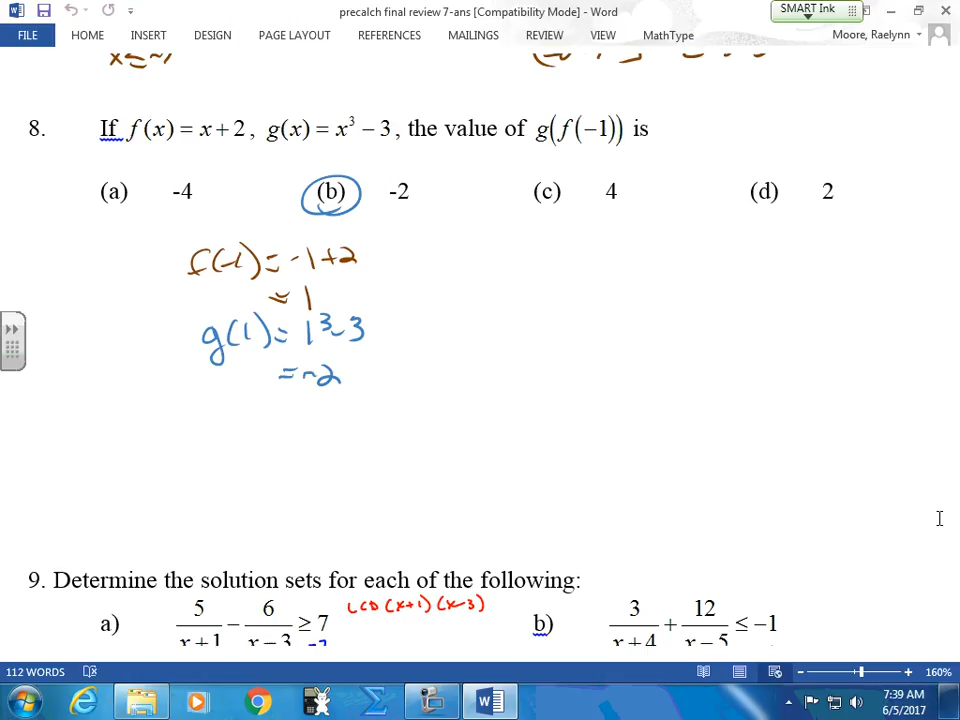 precalch final review 7-ans [Compatibility Mode] - Word
SMART Ink
FILE HOME INSERT DESIGN PAGE LAYOUT REFERENCES MAILINGS REVIEW VIEW MathType Moore, Raelynn
8. If f(x) = x + 2, g(x) = x³ − 3, the value of g(f(−1)) is
(a) -4 (b) -2 (c) 4 (d) 2
f(-1) = -1+2
= 1
g(1) = 1³-3
= -2
9. Determine the solution sets for each of the following:
LCD (x+1)(x-3)
a) 5/(x+1) − 6/(x−3) ≥ 7 b) 3/(x+4) + 12/(x−5) ≤ −1
112 WORDS 160%
7:39 AM
6/5/2017